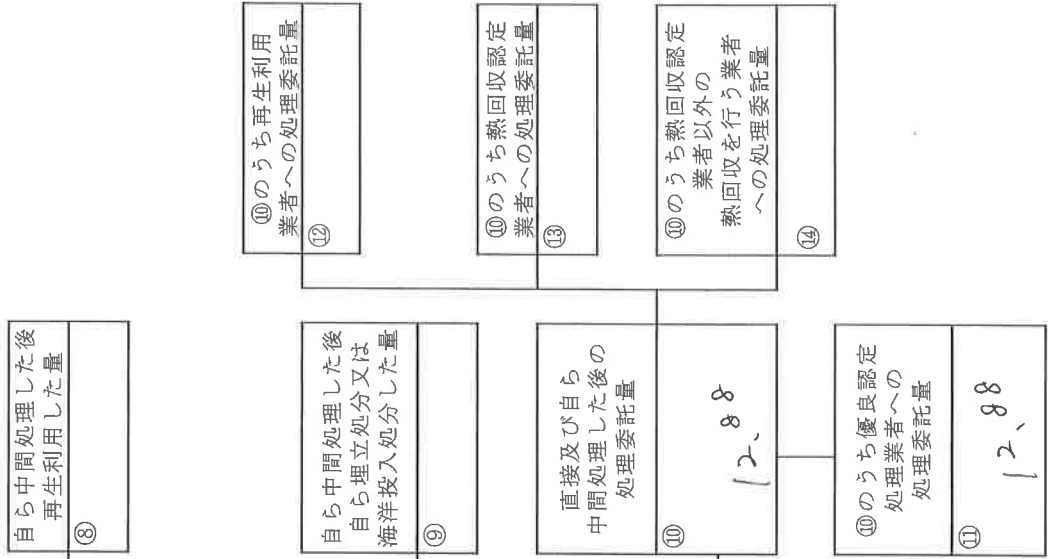 自ら中間処理した後
再生利用した量
⑧
自ら中間処理した後
自ら埋立処分又は
海洋投入処分した量
⑨
直接及び自ら
中間処理した後の
処理委託量
⑩
12、88
⑩のうち優良認定
処理業者への
処理委託量
⑪
12、88
⑩のうち再生利用
業者への処理委託量
⑫
⑩のうち熱回収認定
業者への処理委託量
⑬
⑩のうち熱回収認定
業者以外の
熱回収を行う業者
への処理委託量
⑭